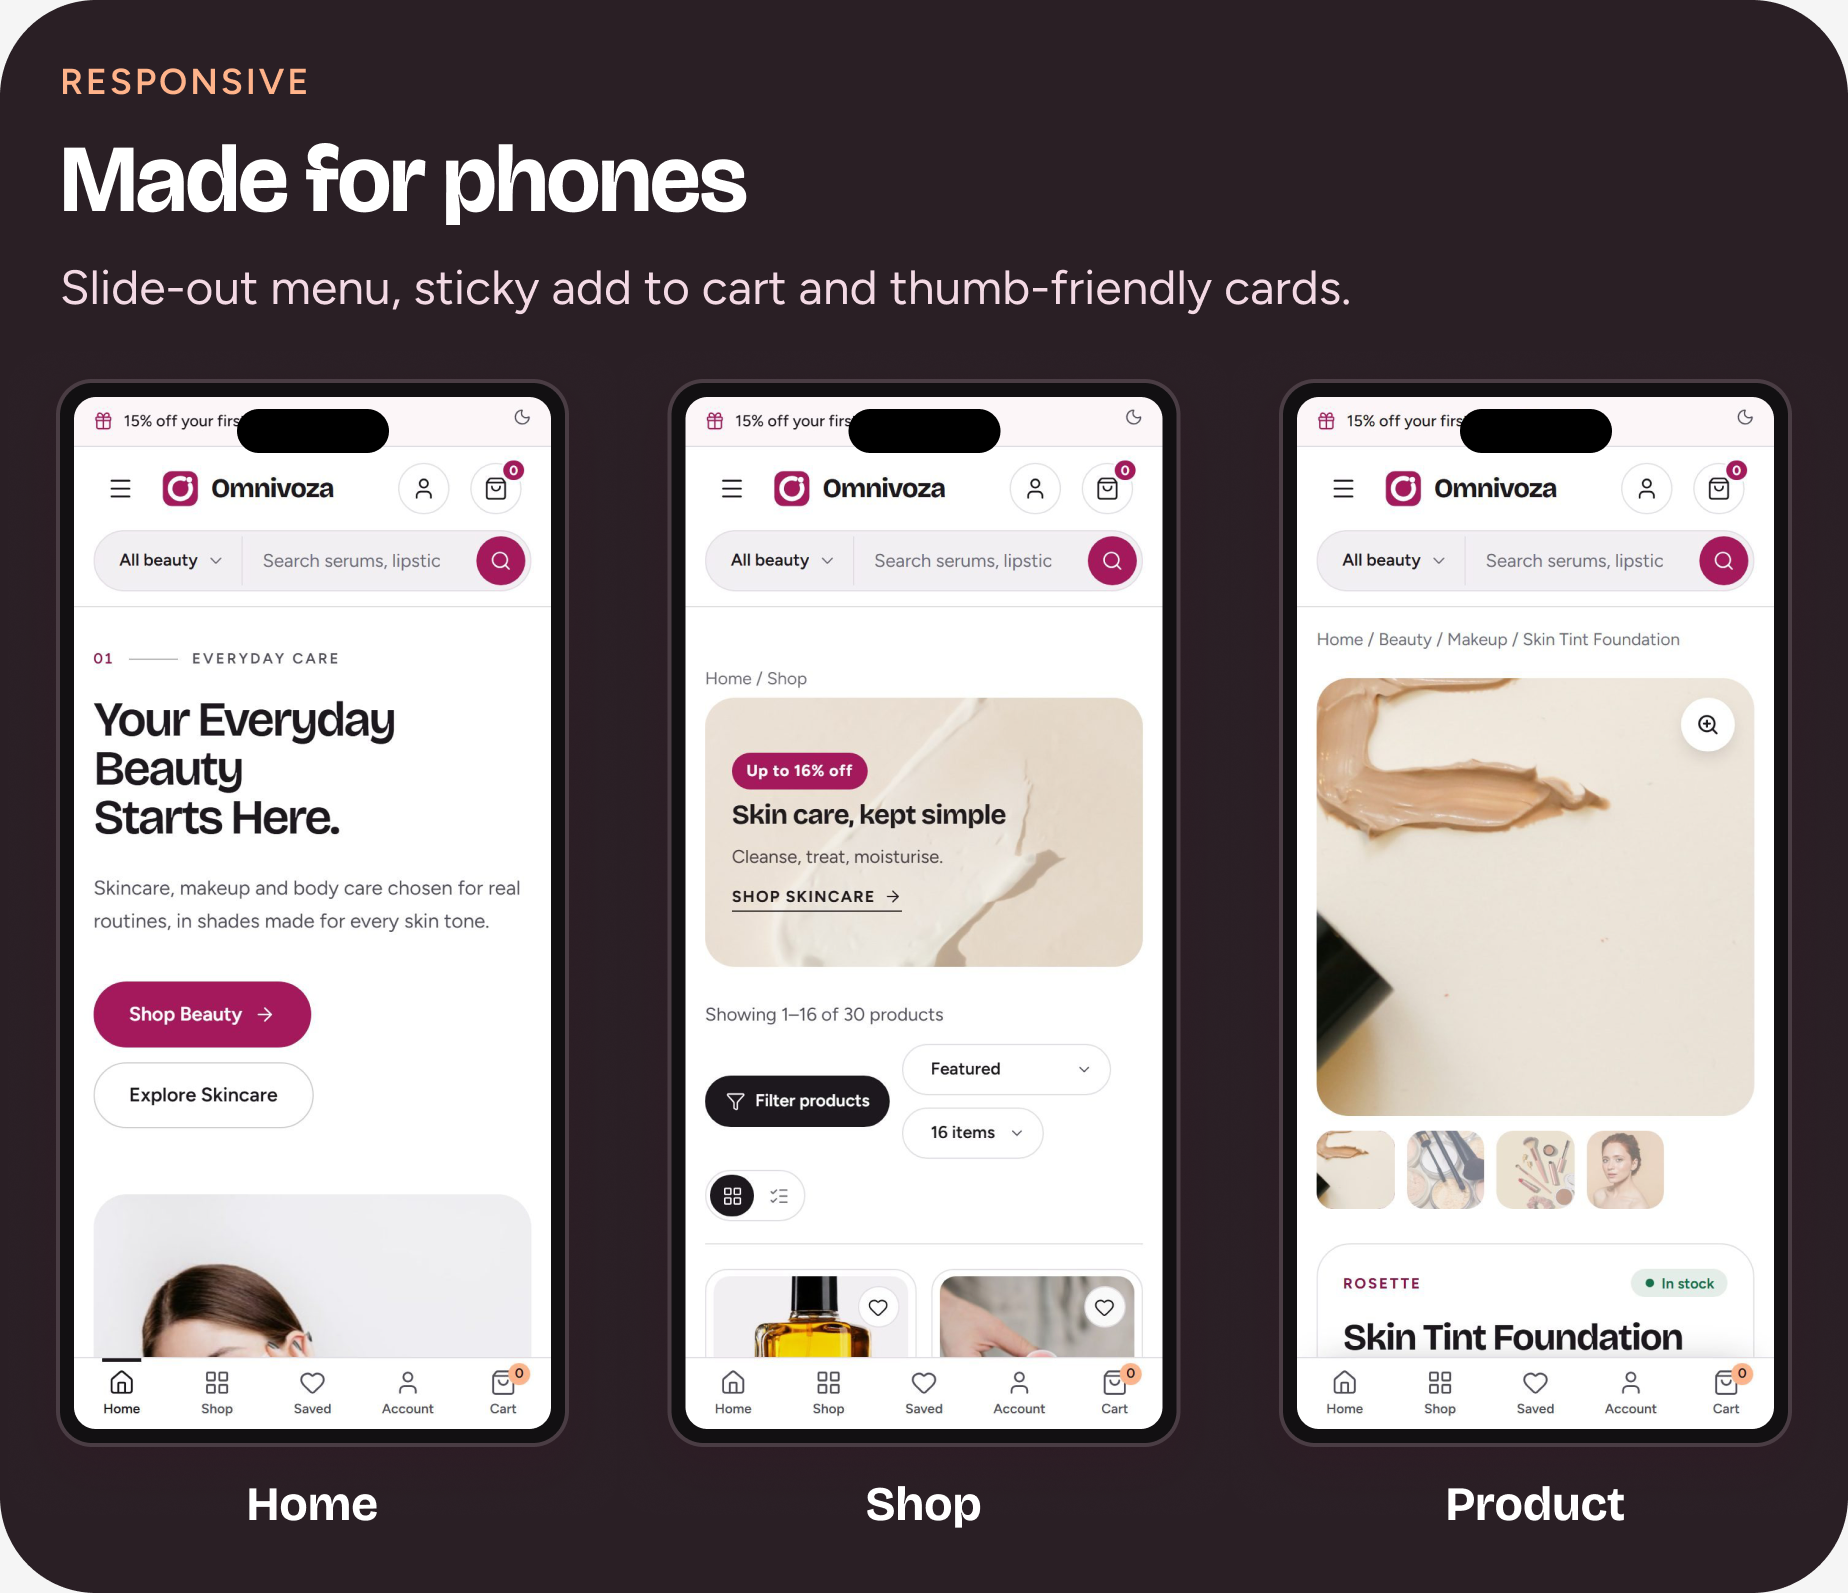 RESPONSIVE
Made for phones
Slide-out menu, sticky add to cart and thumb-friendly cards.
15% off your
0
Omnivoza
All beauty
Search serums, lipstic
01
EVERYDAY CARE
Your Everyday
Beauty
Starts Here.
Skincare, makeup and body care chosen for real
routines, in shades made for every skin tone.
Shop Beauty
Explore Skincare
0
Home
Shop
Saved
Account
Cart
Home
15% off your
0
Omnivoza
All beauty
Search serums, lipstic
Home / Shop
Up to 16% off
Skin care, kept simple
Cleanse, treat, moisturise.
SHOP SKINCARE
Showing 1–16 of 30 products
Featured
Filter products
16 items
0
Home
Shop
Saved
Account
Cart
Shop
15% off your
0
Omnivoza
All beauty
Search serums, lipstic
Home / Beauty / Makeup / Skin Tint Foundation
ROSETTE
In stock
Skin Tint Foundation
0
Home
Shop
Saved
Account
Cart
Product